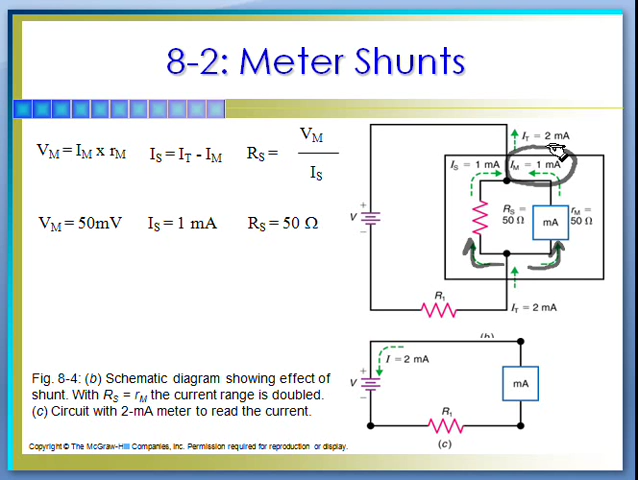 8-2: Meter Shunts
V_M = I_M x r_M
I_S = I_T - I_M
R_S = V_M / I_S
V_M = 50mV
I_S = 1 mA
R_S = 50 Ω
I_T = 2 mA
I_S = 1 mA
I_M = 1 mA
+
V
−
R_S =
50 Ω
mA
r_M =
50 Ω
R₁
I_T = 2 mA
(b)
I = 2 mA
+
V
−
mA
R₁
(c)
Fig. 8-4: (b) Schematic diagram showing effect of
shunt. With R_S = r_M the current range is doubled.
(c) Circuit with 2-mA meter to read the current.
Copyright © The McGraw-Hill Companies, Inc. Permission required for reproduction or display.